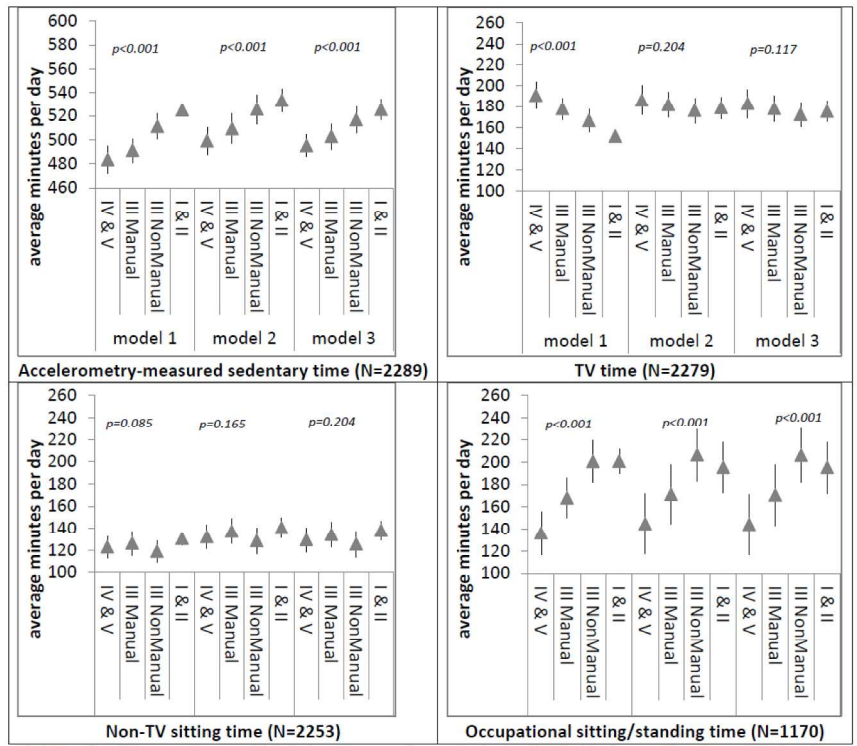 average minutes per day
600
580
560
540
520
500
480
460
p<0.001 p<0.001 p<0.001
IV & V
III Manual
III NonManual
I & II
IV & V
III Manual
III NonManual
I & II
IV & V
III Manual
III NonManual
I & II
model 1 model 2 model 3
Accelerometry-measured sedentary time (N=2289)
average minutes per day
260
240
220
200
180
160
140
120
100
p<0.001 p=0.204 p=0.117
IV & V
III Manual
III NonManual
I & II
IV & V
III Manual
III NonManual
I & II
IV & V
III Manual
III NonManual
I & II
model 1 model 2 model 3
TV time (N=2279)
average minutes per day
260
240
220
200
180
160
140
120
100
p=0.085 p=0.165 p=0.204
IV & V
III Manual
III NonManual
I & II
IV & V
III Manual
III NonManual
I & II
IV & V
III Manual
III NonManual
I & II
Non-TV sitting time (N=2253)
average minutes per day
260
240
220
200
180
160
140
120
100
p<0.001 p<0.001 p<0.001
IV & V
III Manual
III NonManual
I & II
IV & V
III Manual
III NonManual
I & II
IV & V
III Manual
III NonManual
I & II
Occupational sitting/standing time (N=1170)